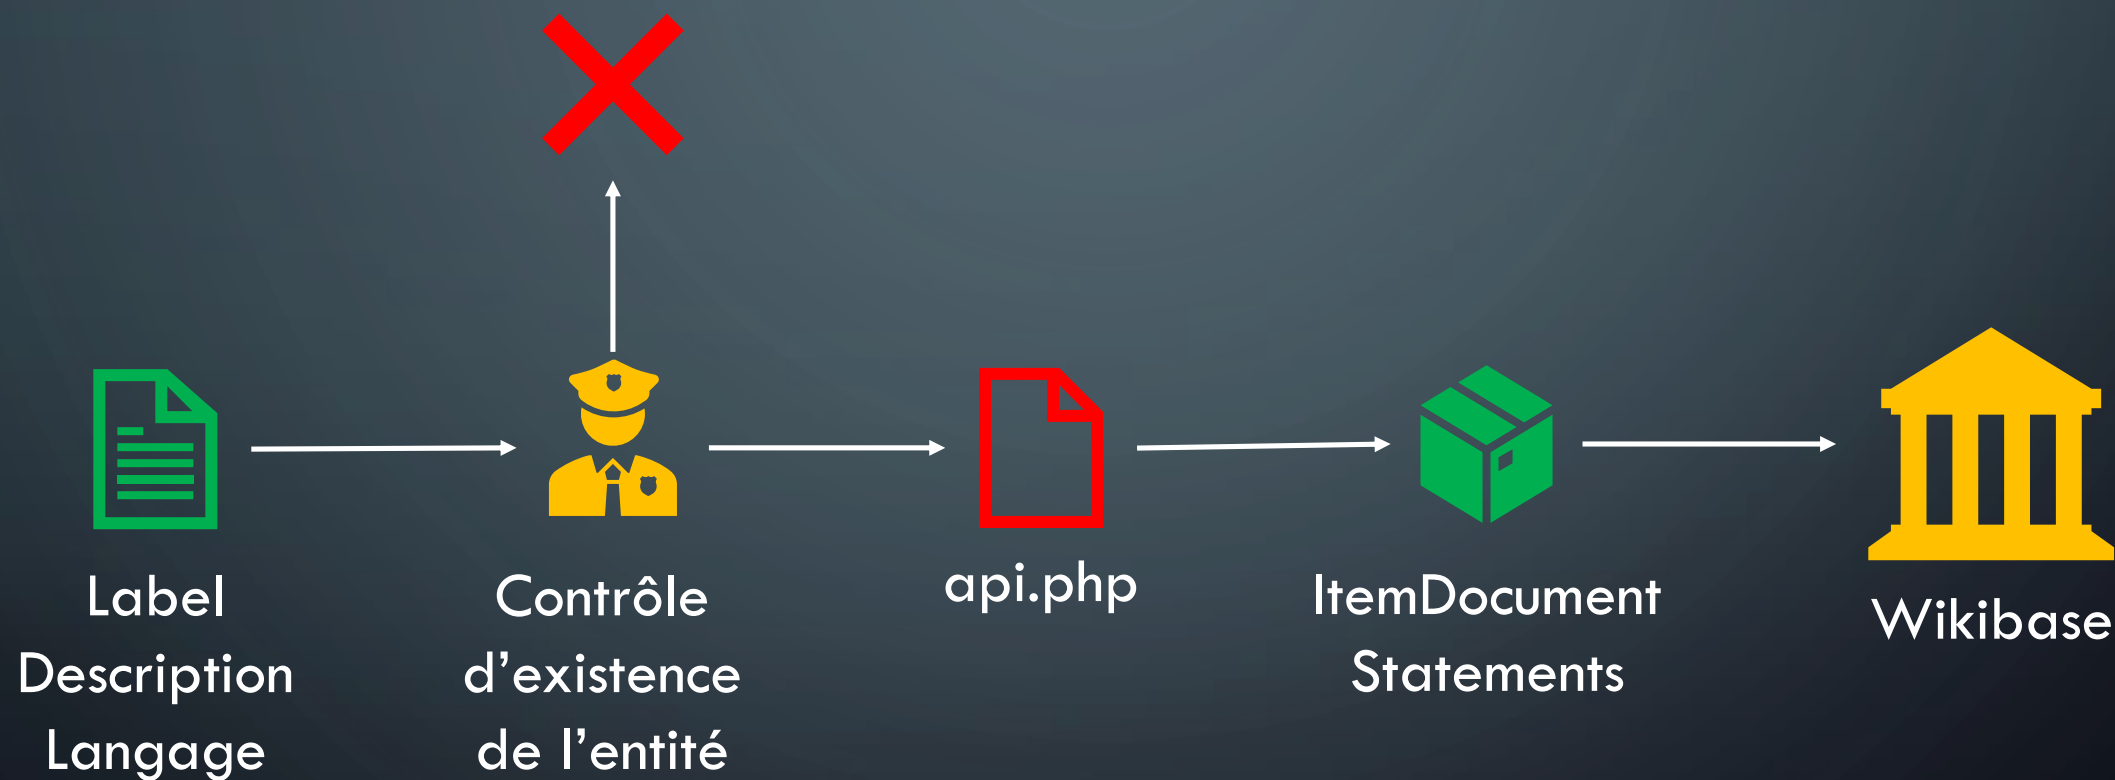 Label
Description
Langage
Contrôle
d’existence
de l’entité
api.php
ItemDocument
Statements
Wikibase